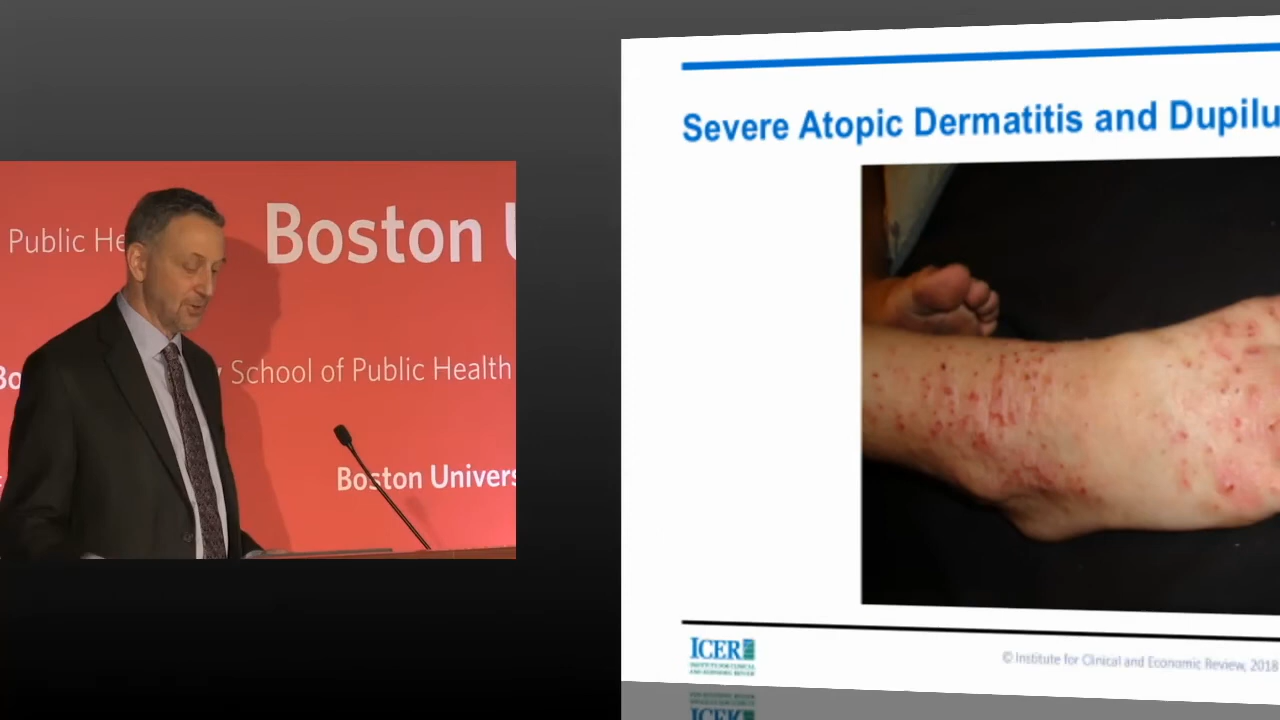 Public He
Boston U
Bo
School of Public Health
Boston Univers
Severe Atopic Dermatitis and Dupilu
ICER
INSTITUTE FOR CLINICAL
AND ECONOMIC REVIEW
© Institute for Clinical and Economic Review, 2018